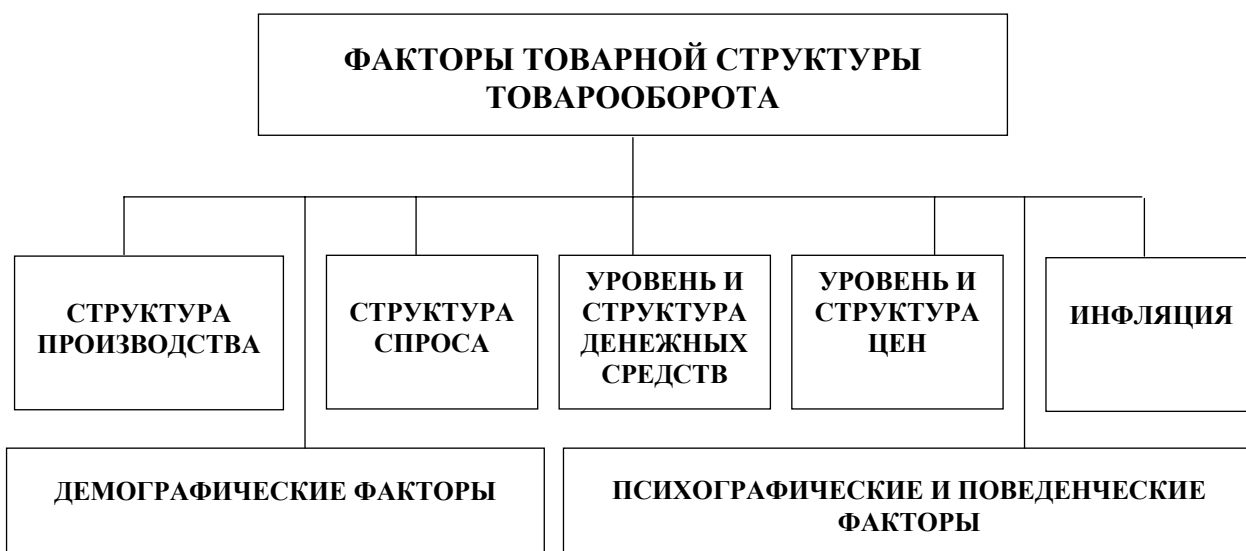 ФАКТОРЫ ТОВАРНОЙ СТРУКТУРЫ
ТОВАРООБОРОТА
СТРУКТУРА
ПРОИЗВОДСТВА
СТРУКТУРА
СПРОСА
УРОВЕНЬ И
СТРУКТУРА
ДЕНЕЖНЫХ
СРЕДСТВ
УРОВЕНЬ И
СТРУКТУРА
ЦЕН
ИНФЛЯЦИЯ
ДЕМОГРАФИЧЕСКИЕ ФАКТОРЫ
ПСИХОГРАФИЧЕСКИЕ И ПОВЕДЕНЧЕСКИЕ
ФАКТОРЫ